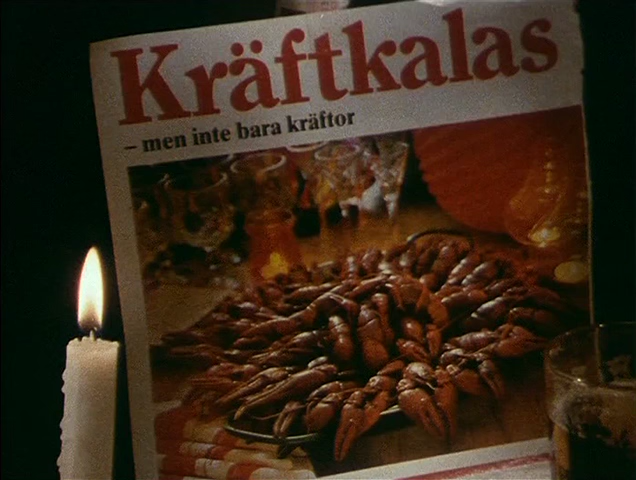 Kräftkalas
– men inte bara kräftor